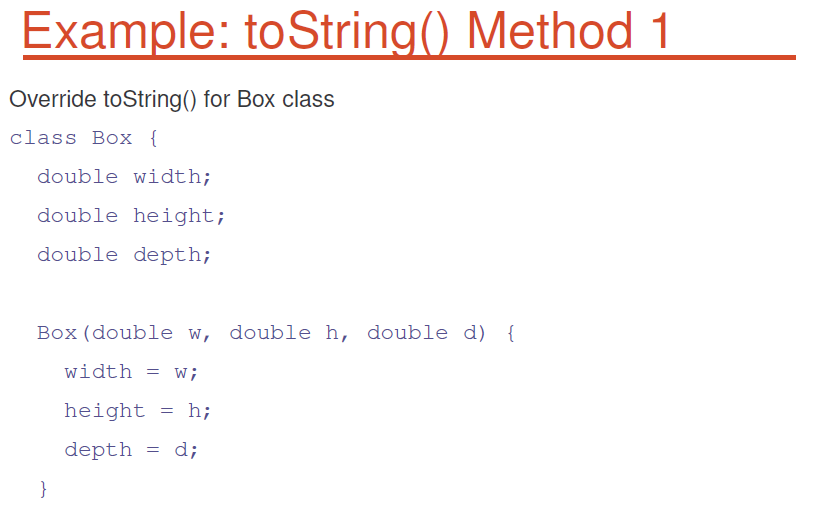 Example: toString() Method 1
Override toString() for Box class
class Box {
  double width;
  double height;
  double depth;
  Box(double w, double h, double d) {
    width = w;
    height = h;
    depth = d;
  }